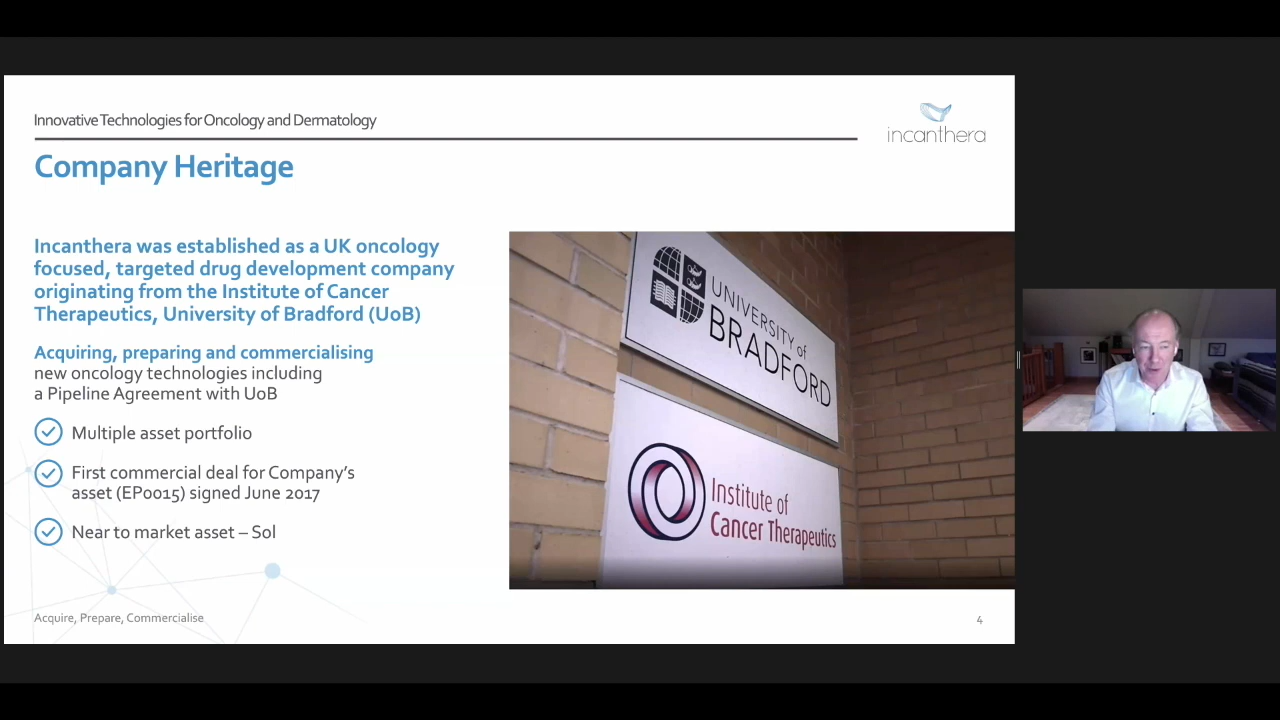 Innovative Technologies for Oncology and Dermatology
incanthera
Company Heritage
Incanthera was established as a UK oncology
focused, targeted drug development company
originating from the Institute of Cancer
Therapeutics, University of Bradford (UoB)
Acquiring, preparing and commercialising
new oncology technologies including
a Pipeline Agreement with UoB
Multiple asset portfolio
First commercial deal for Company’s
asset (EP0015) signed June 2017
Near to market asset – Sol
UNIVERSITY of
BRADFORD
Institute of
Cancer Therapeutics
Acquire, Prepare, Commercialise
4